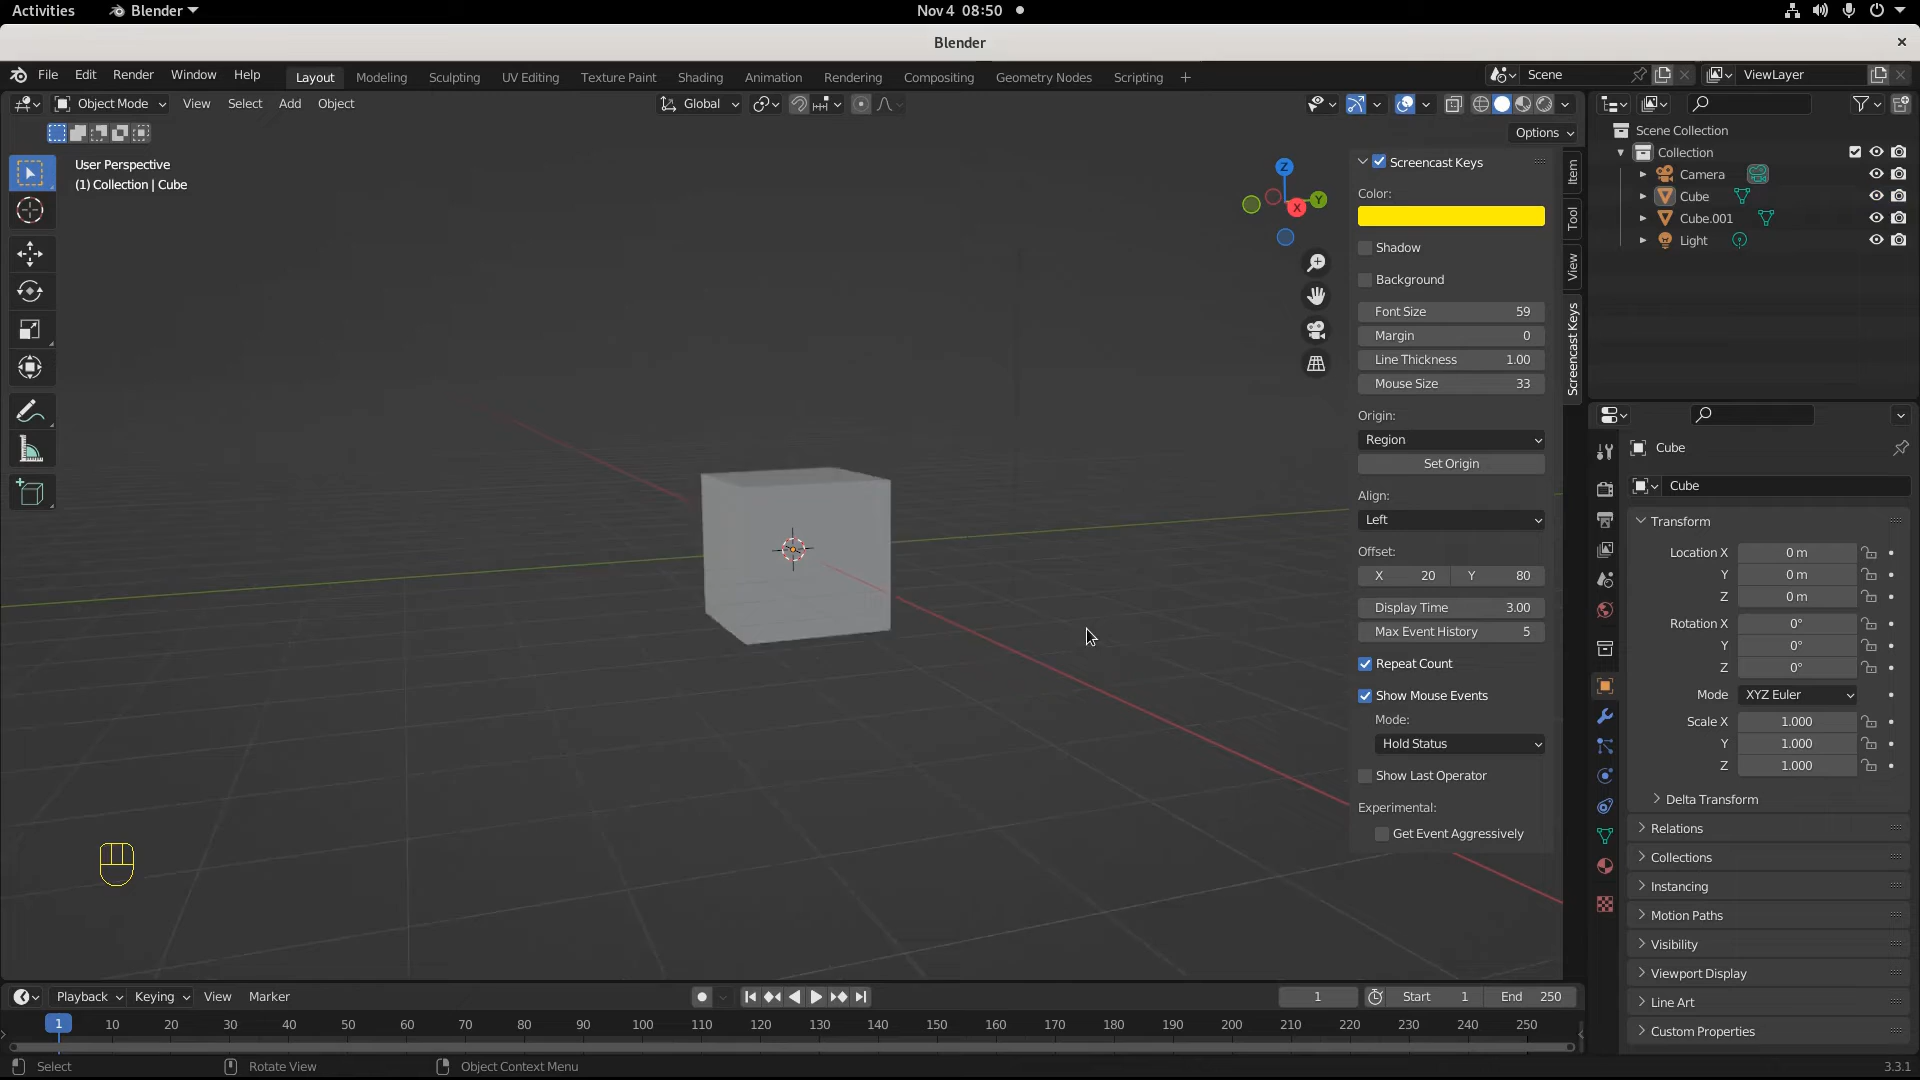 Activities Blender Nov 4 08:50
Blender
File Edit Render Window Help Layout Modeling Sculpting UV Editing Texture Paint Shading Animation Rendering Compositing Geometry Nodes Scripting Scene ViewLayer
Object Mode View Select Add Object Global
Options
User Perspective
(1) Collection | Cube
Z
Y
X
Screencast Keys
Color:
Shadow
Background
Font Size 59
Margin 0
Line Thickness 1.00
Mouse Size 33
Origin:
Region
Set Origin
Align:
Left
Offset:
X 20 Y 80
Display Time 3.00
Max Event History 5
Repeat Count
Show Mouse Events
Mode:
Hold Status
Show Last Operator
Experimental:
Get Event Aggressively
Item
Tool
View
Screencast Keys
Scene Collection
Collection
Camera
Cube
Cube.001
Light
Cube
Cube
Transform
Location X 0 m
Y 0 m
Z 0 m
Rotation X 0°
Y 0°
Z 0°
Mode XYZ Euler
Scale X 1.000
Y 1.000
Z 1.000
Delta Transform
Relations
Collections
Instancing
Motion Paths
Visibility
Viewport Display
Line Art
Custom Properties
Playback Keying View Marker 1 Start 1 End 250
1 10 20 30 40 50 60 70 80 90 100 110 120 130 140 150 160 170 180 190 200 210 220 230 240 250
Select Rotate View Object Context Menu 3.3.1